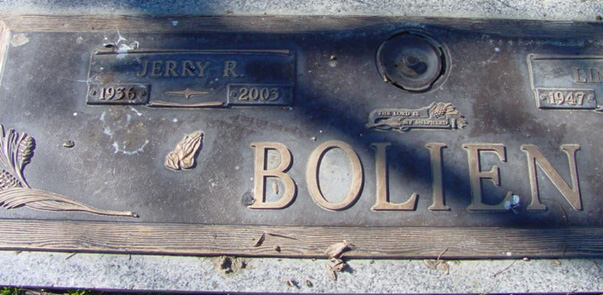 JERRY R.
1936 2003
THE LORD IS
MY SHEPHERD
BOLIEN
1947